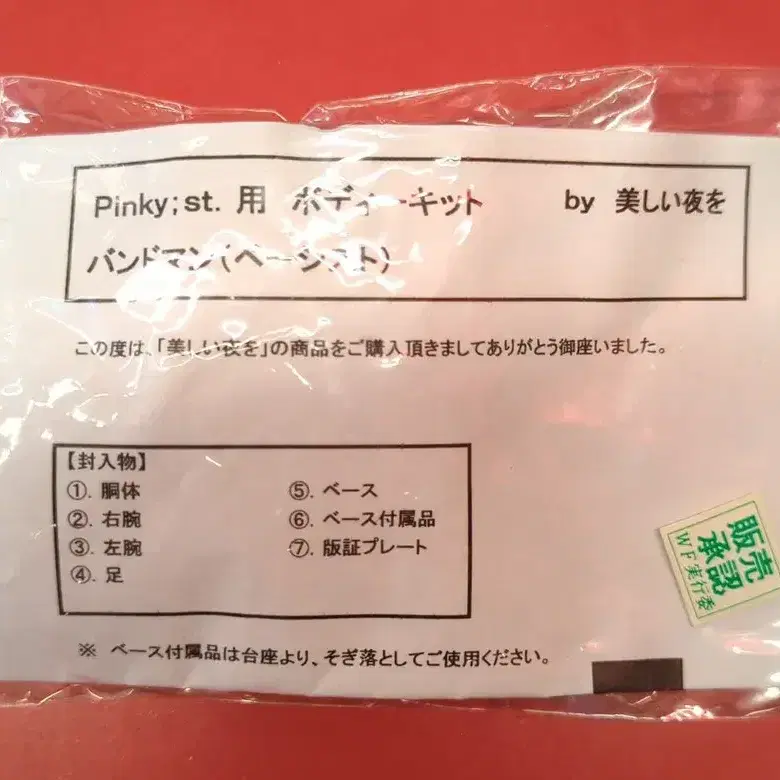 Pinky;st. 用 ボディーキット by 美しい夜を
バンドマン(ベーシスト)
この度は、「美しい夜を」の商品をご購入頂きましてありがとう御座いました。
【封入物】
①. 胴体
②. 右腕
③. 左腕
④. 足
⑤. ベース
⑥. ベース付属品
⑦. 版証プレート
※ ベース付属品は台座より、そぎ落としてご使用ください。
販売
承認
WF実行委